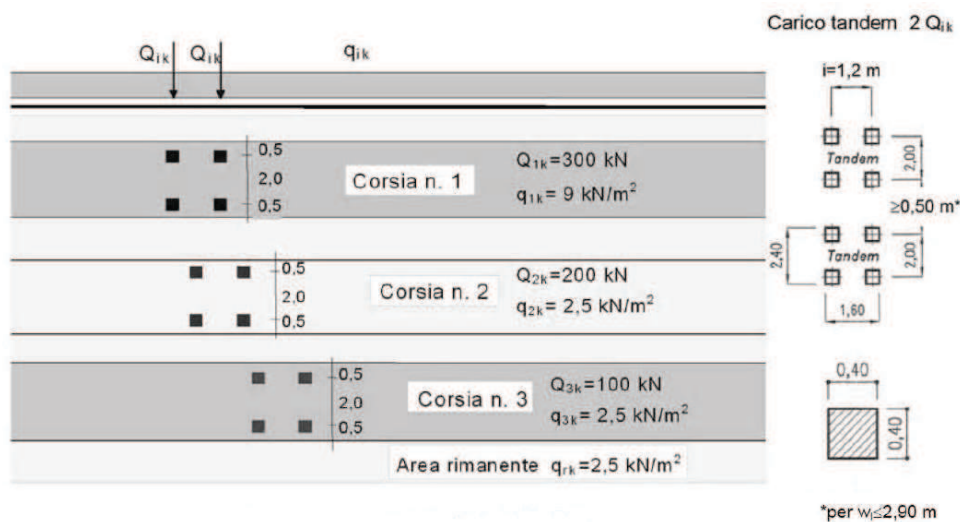 Carico tandem 2 Qik
Qik Qik qik
i=1,2 m
0,5
2,0
0,5
Corsia n. 1
Q1k=300 kN
q1k= 9 kN/m²
Tandem
2,00
≥0,50 m*
Tandem
2,00
2,40
1,60
0,5
2,0
0,5
Corsia n. 2
Q2k=200 kN
q2k= 2,5 kN/m²
0,5
2,0
0,5
Corsia n. 3
Q3k=100 kN
q3k= 2,5 kN/m²
0,40
0,40
Area rimanente qrk=2,5 kN/m²
*per wl≤2,90 m